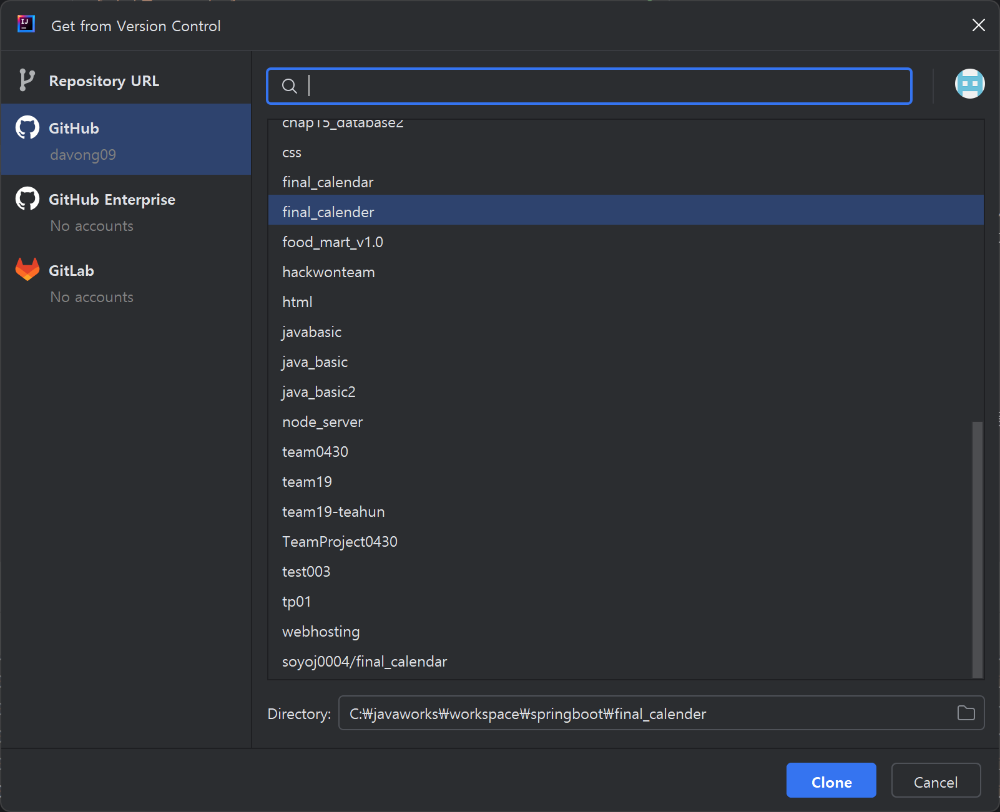 Get from Version Control
Repository URL
GitHub
davong09
GitHub Enterprise
No accounts
GitLab
No accounts
chap15_database2
css
final_calendar
final_calender
food_mart_v1.0
hackwonteam
html
javabasic
java_basic
java_basic2
node_server
team0430
team19
team19-teahun
TeamProject0430
test003
tp01
webhosting
soyoj0004/final_calendar
Directory: C:₩javaworks₩workspace₩springboot₩final_calender
Clone Cancel